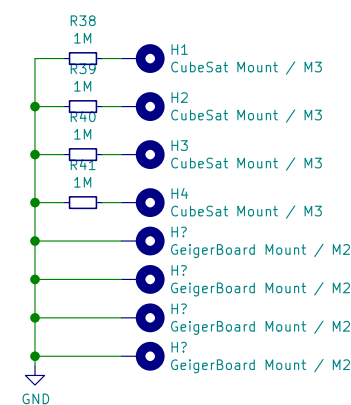 R38
1M
H1
CubeSat Mount / M3
R39
1M
H2
CubeSat Mount / M3
R40
1M
H3
CubeSat Mount / M3
R41
1M
H4
CubeSat Mount / M3
H?
GeigerBoard Mount / M2
H?
GeigerBoard Mount / M2
H?
GeigerBoard Mount / M2
H?
GeigerBoard Mount / M2
GND